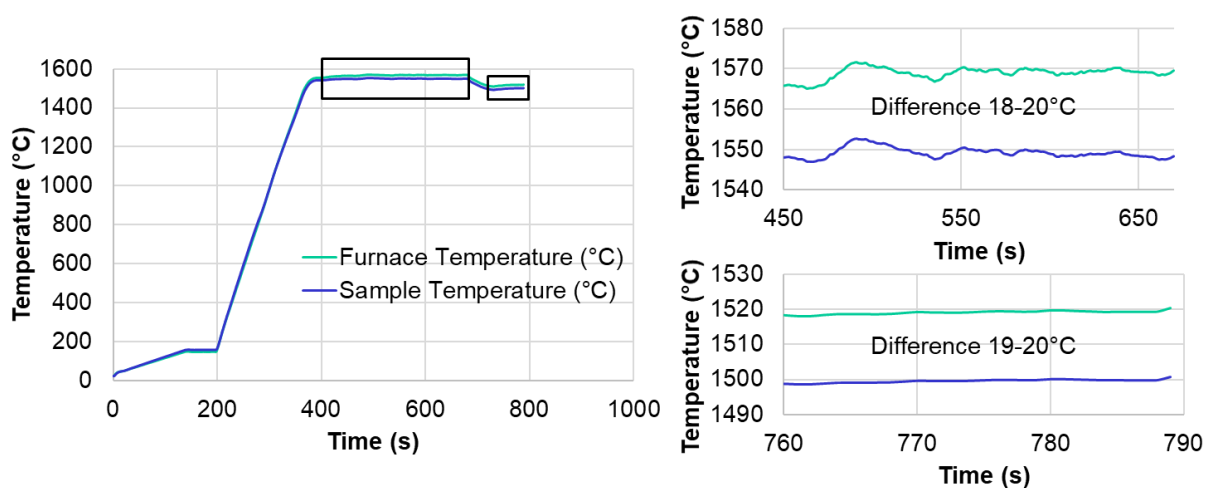 1600
1400
1200
1000
800
600
400
200
0
Temperature (°C)
Furnace Temperature (°C)
Sample Temperature (°C)
0 200 400 600 800 1000
Time (s)
1580
1570
1560
1550
1540
Temperature (°C)
Difference 18-20°C
450 550 650
Time (s)
1530
1520
1510
1500
1490
Temperature (°C)
Difference 19-20°C
760 770 780 790
Time (s)